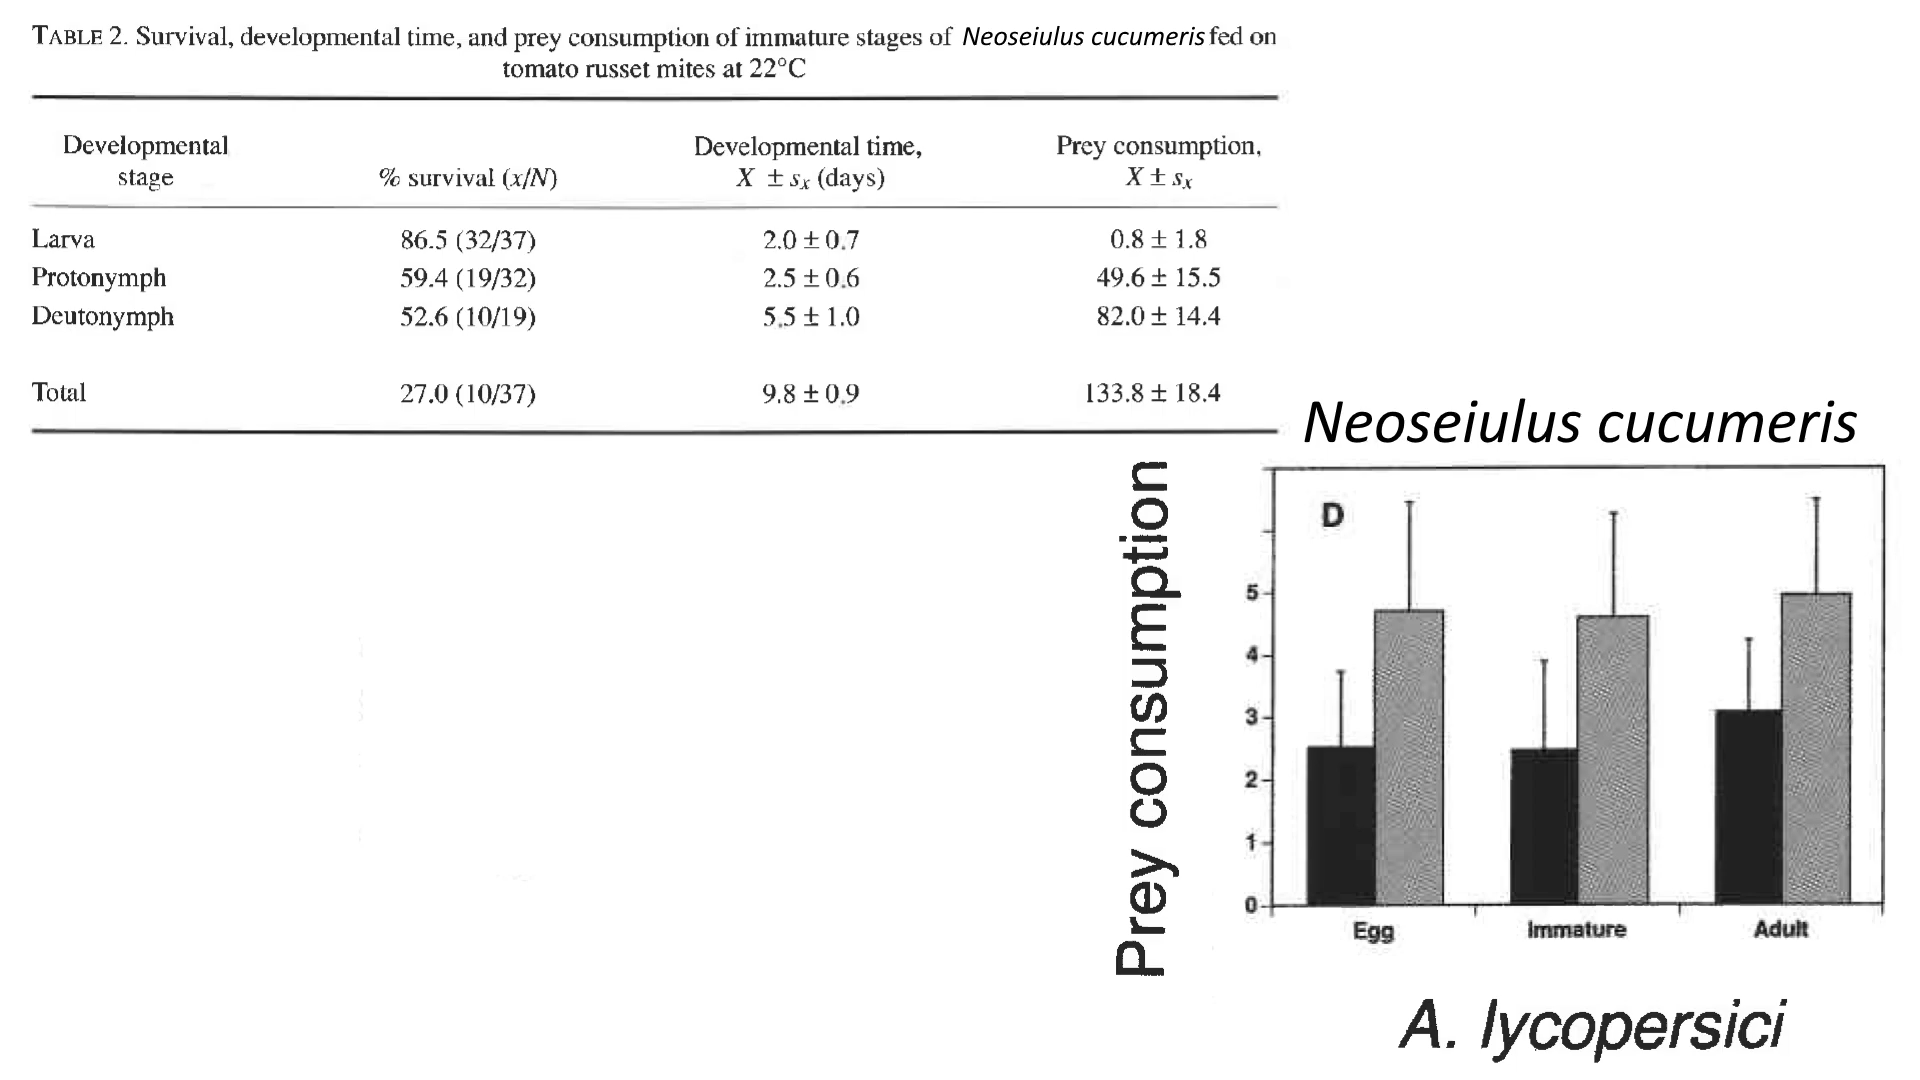 TABLE 2. Survival, developmental time, and prey consumption of immature stages of Neoseiulus cucumeris fed on
tomato russet mites at 22°C
Developmental
stage
% survival (x/N)
Developmental time,
X ± sx (days)
Prey consumption,
X ± sx
Larva 86.5 (32/37) 2.0 ± 0.7 0.8 ± 1.8
Protonymph 59.4 (19/32) 2.5 ± 0.6 49.6 ± 15.5
Deutonymph 52.6 (10/19) 5.5 ± 1.0 82.0 ± 14.4
Total 27.0 (10/37) 9.8 ± 0.9 133.8 ± 18.4
Neoseiulus cucumeris
Prey consumption
D
5
4
3
2
1
0
Egg Immature Adult
A. lycopersici